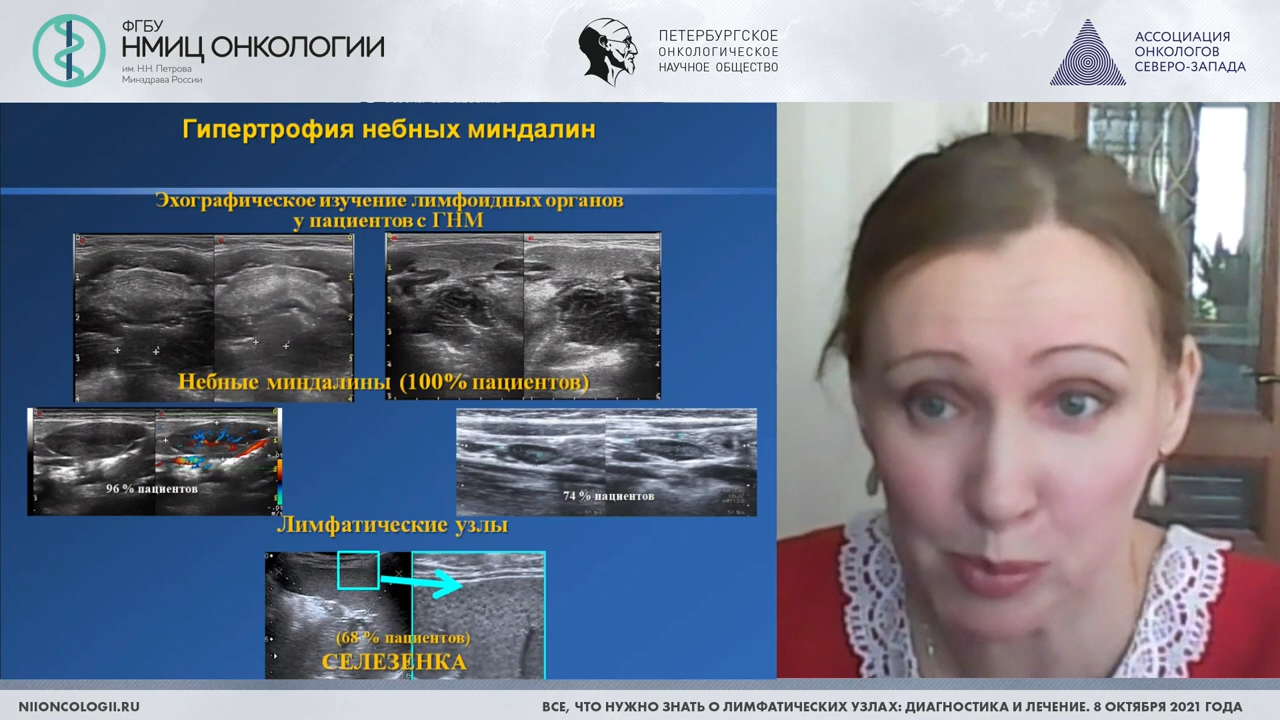 ФГБУ
НМИЦ ОНКОЛОГИИ
им. Н.Н. Петрова
Минздрава России
ПЕТЕРБУРГСКОЕ
ОНКОЛОГИЧЕСКОЕ
НАУЧНОЕ ОБЩЕСТВО
АССОЦИАЦИЯ
ОНКОЛОГОВ
СЕВЕРО-ЗАПАДА
Гипертрофия небных миндалин
Эхографическое изучение лимфоидных органов
у пациентов с ГНМ
Небные миндалины (100% пациентов)
96 % пациентов
74 % пациентов
Лимфатические узлы
(68 % пациентов)
СЕЛЕЗЕНКА
NIIONCOLOGII.RU
ВСЕ, ЧТО НУЖНО ЗНАТЬ О ЛИМФАТИЧЕСКИХ УЗЛАХ: ДИАГНОСТИКА И ЛЕЧЕНИЕ. 8 ОКТЯБРЯ 2021 ГОДА